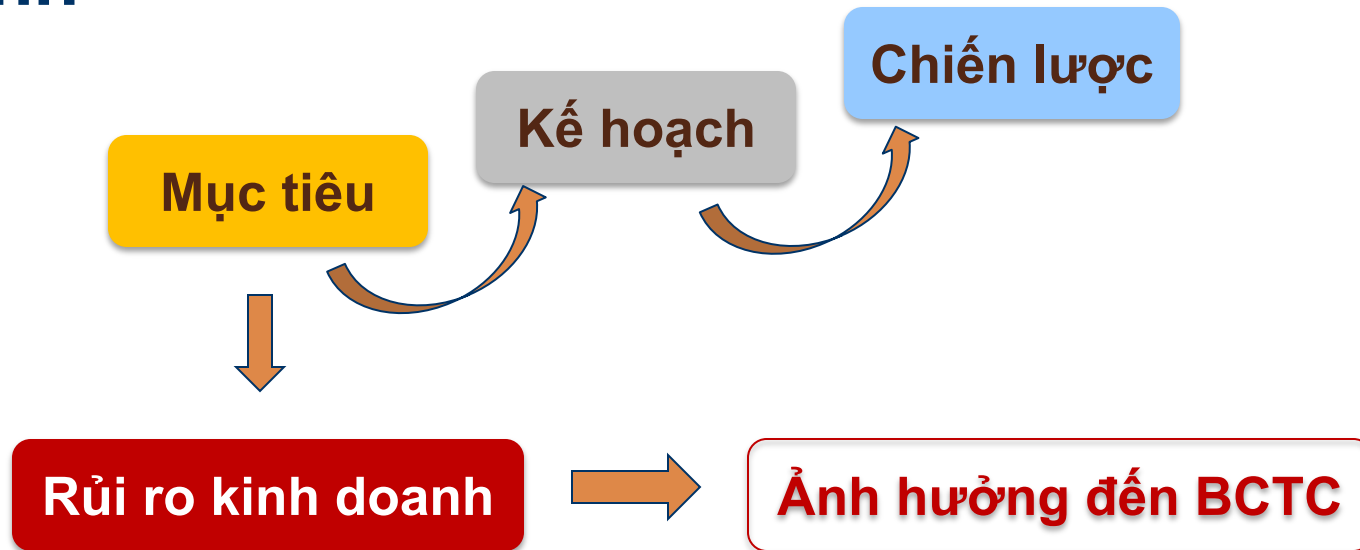 Chiến lược
Kế hoạch
Mục tiêu
Rủi ro kinh doanh
Ảnh hưởng đến BCTC